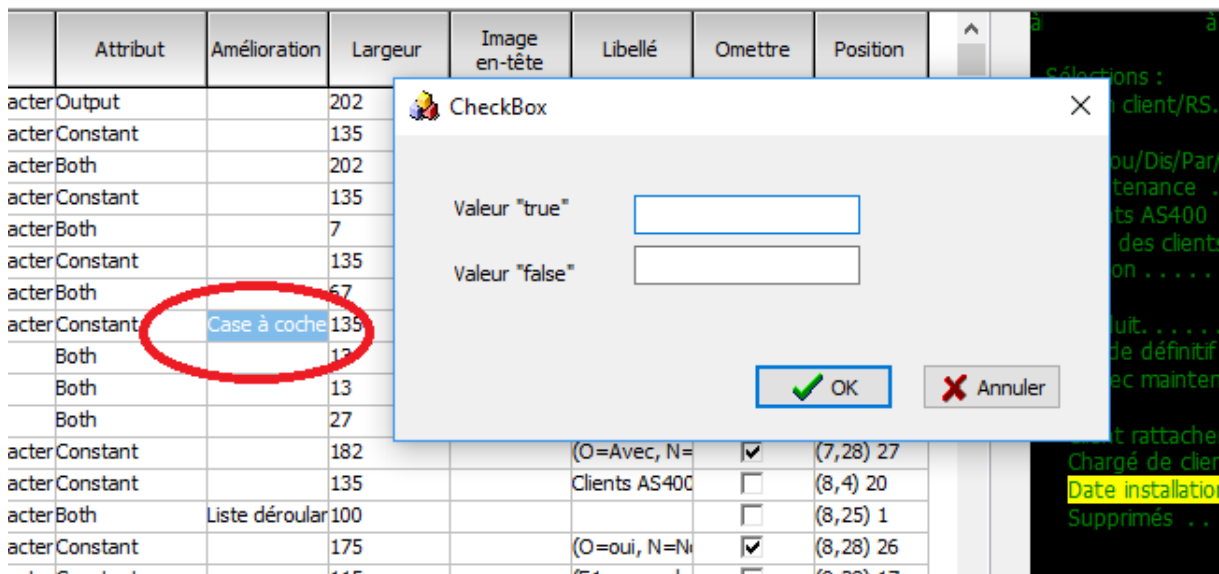 Attribut Amélioration Largeur Image en-tête Libellé Omettre Position
à à
Sélections :
client/RS.
acter Output 202
acter Constant 135
acter Both 202
acter Constant 135
acter Both 7
acter Constant 135
acter Both 67
acter Constant Case à coche 135
Both 13
Both 13
Both 27
acter Constant 182 (O=Avec, N= (7,28) 27
acter Constant 135 Clients AS400 (8,4) 20
acter Both Liste déroular 100 (8,25) 1
acter Constant 175 (O=oui, N=N (8,28) 26
CheckBox
Valeur "true"
Valeur "false"
OK
Annuler
ou/Dis/Par/
tenance .
ts AS400
des clients
on . . . . .
uit. . . . . .
de définitif
ec mainten
nt rattache
Chargé de clien
Date installation
Supprimés . .